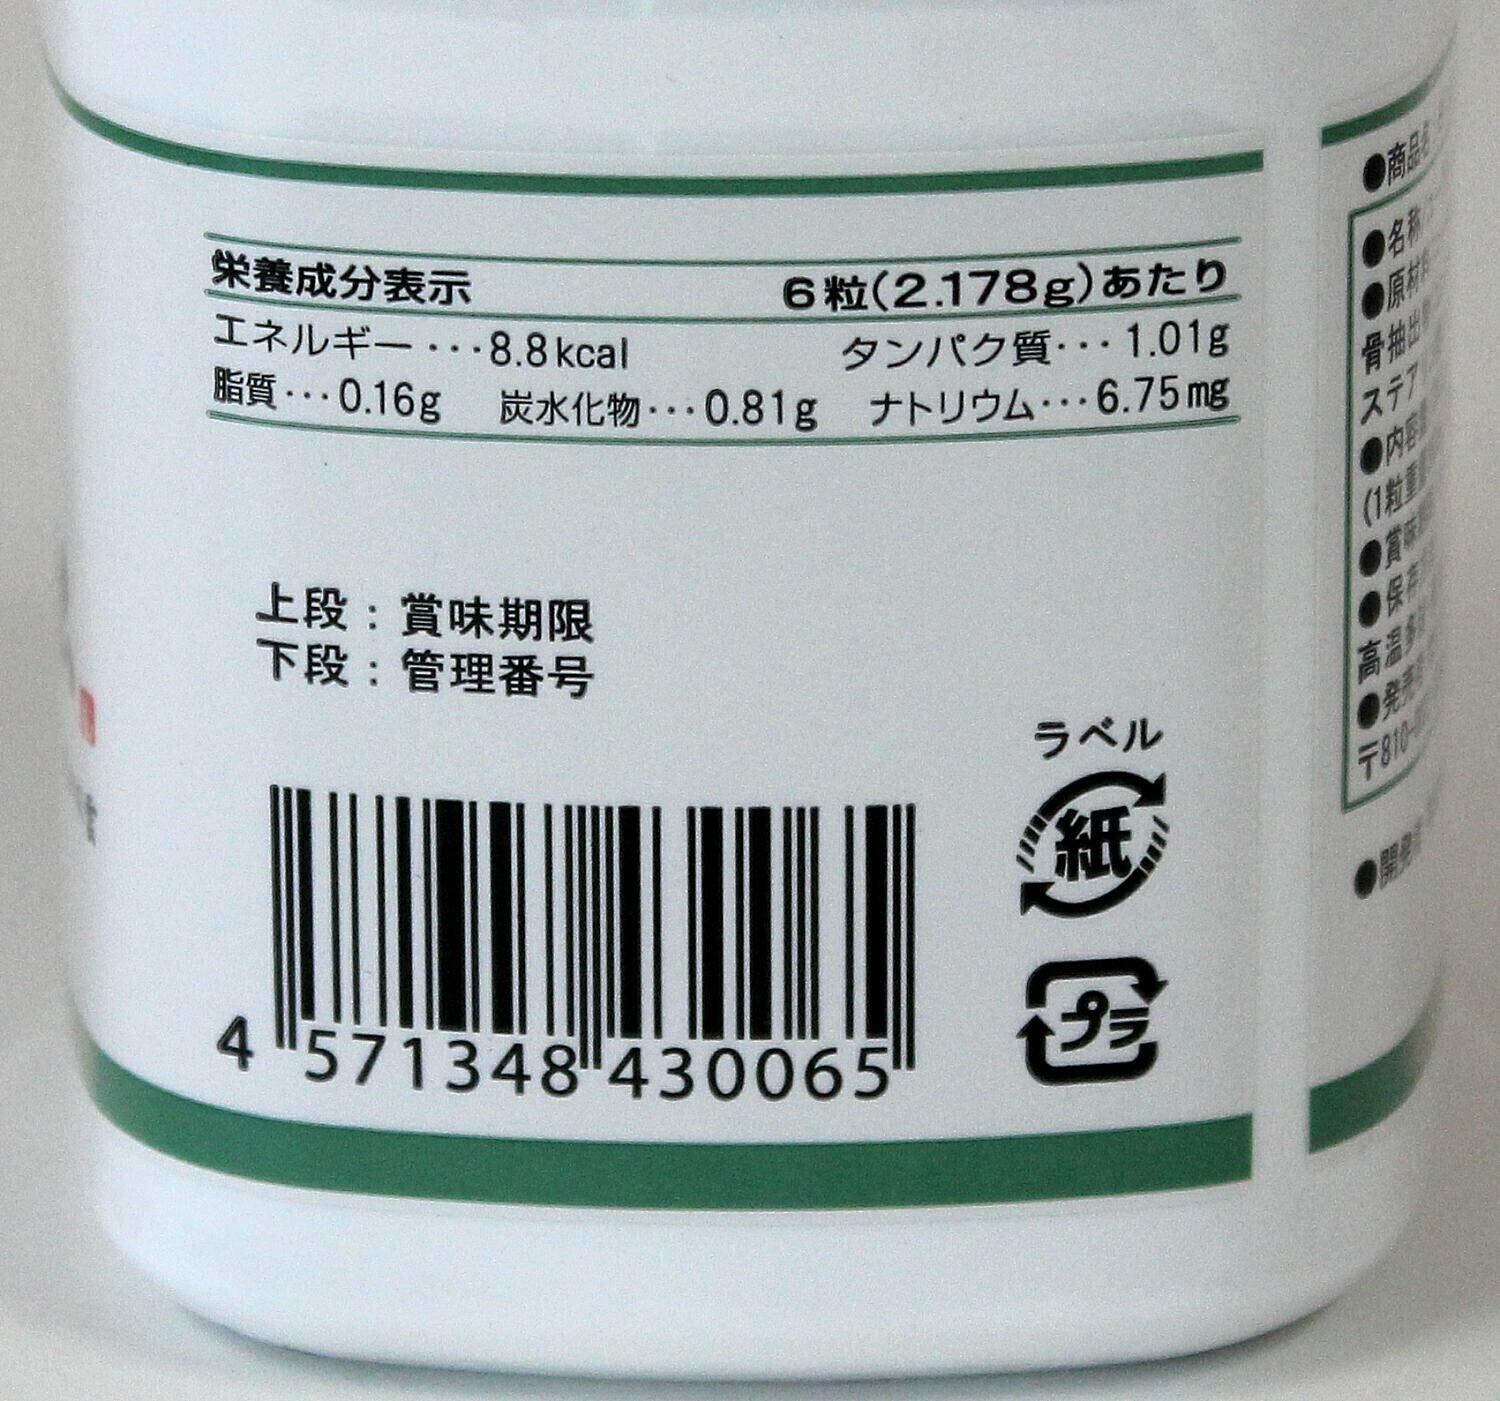 栄養成分表示 6粒(2.178g)あたり
エネルギー…8.8kcal タンパク質…1.01g
脂質…0.16g 炭水化物…0.81g ナトリウム…6.75mg
上段：賞味期限
下段：管理番号
ラベル
紙
プラ
4 571348 430065
●商品
●名称
●原材
骨抽出
ステア
●内容
(1粒重
●賞味
●保存
高温多
●発売
〒810-
●開発